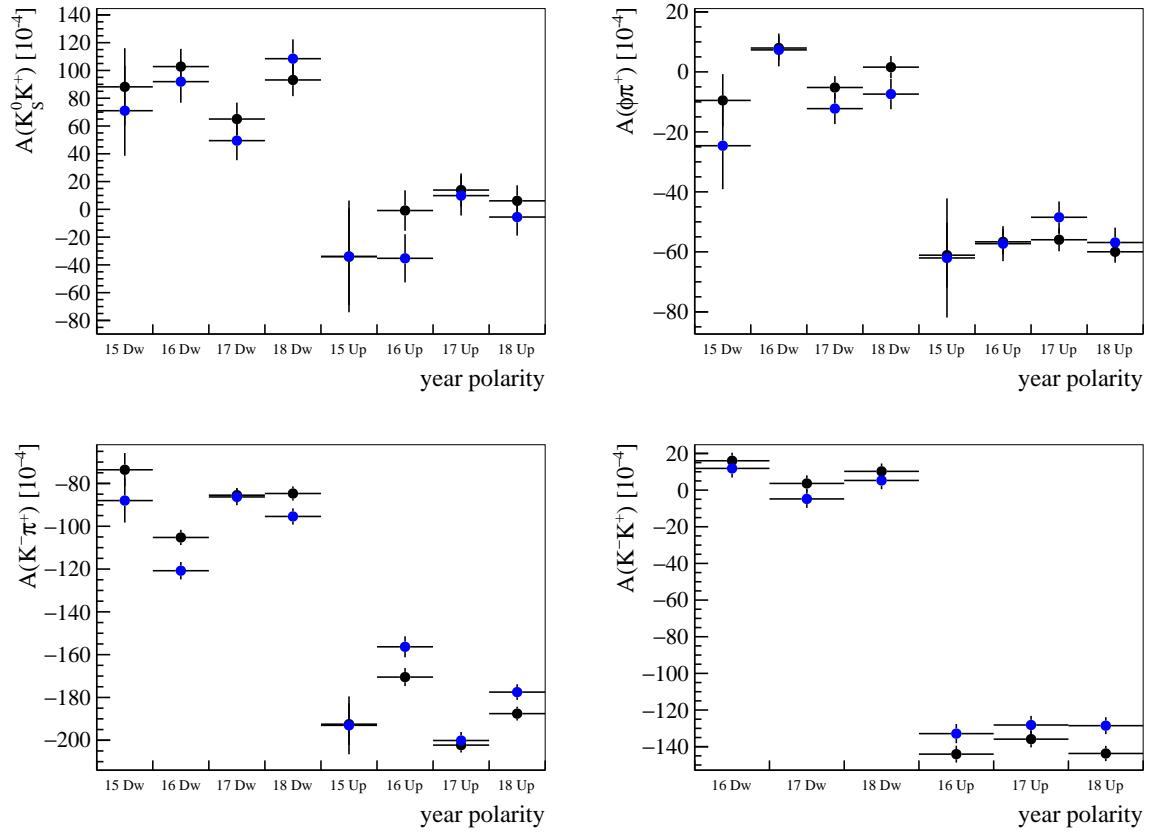 A(K⁰_S K⁺) [10⁻⁴]
140
120
100
80
60
40
20
0
−20
−40
−60
−80
15 Dw 16 Dw 17 Dw 18 Dw 15 Up 16 Up 17 Up 18 Up
year polarity
A(ϕπ⁺) [10⁻⁴]
20
0
−20
−40
−60
−80
15 Dw 16 Dw 17 Dw 18 Dw 15 Up 16 Up 17 Up 18 Up
year polarity
A(K⁻π⁺) [10⁻⁴]
−80
−100
−120
−140
−160
−180
−200
15 Dw 16 Dw 17 Dw 18 Dw 15 Up 16 Up 17 Up 18 Up
year polarity
A(K⁻K⁺) [10⁻⁴]
20
0
−20
−40
−60
−80
−100
−120
−140
16 Dw 17 Dw 18 Dw 16 Up 17 Up 18 Up
year polarity